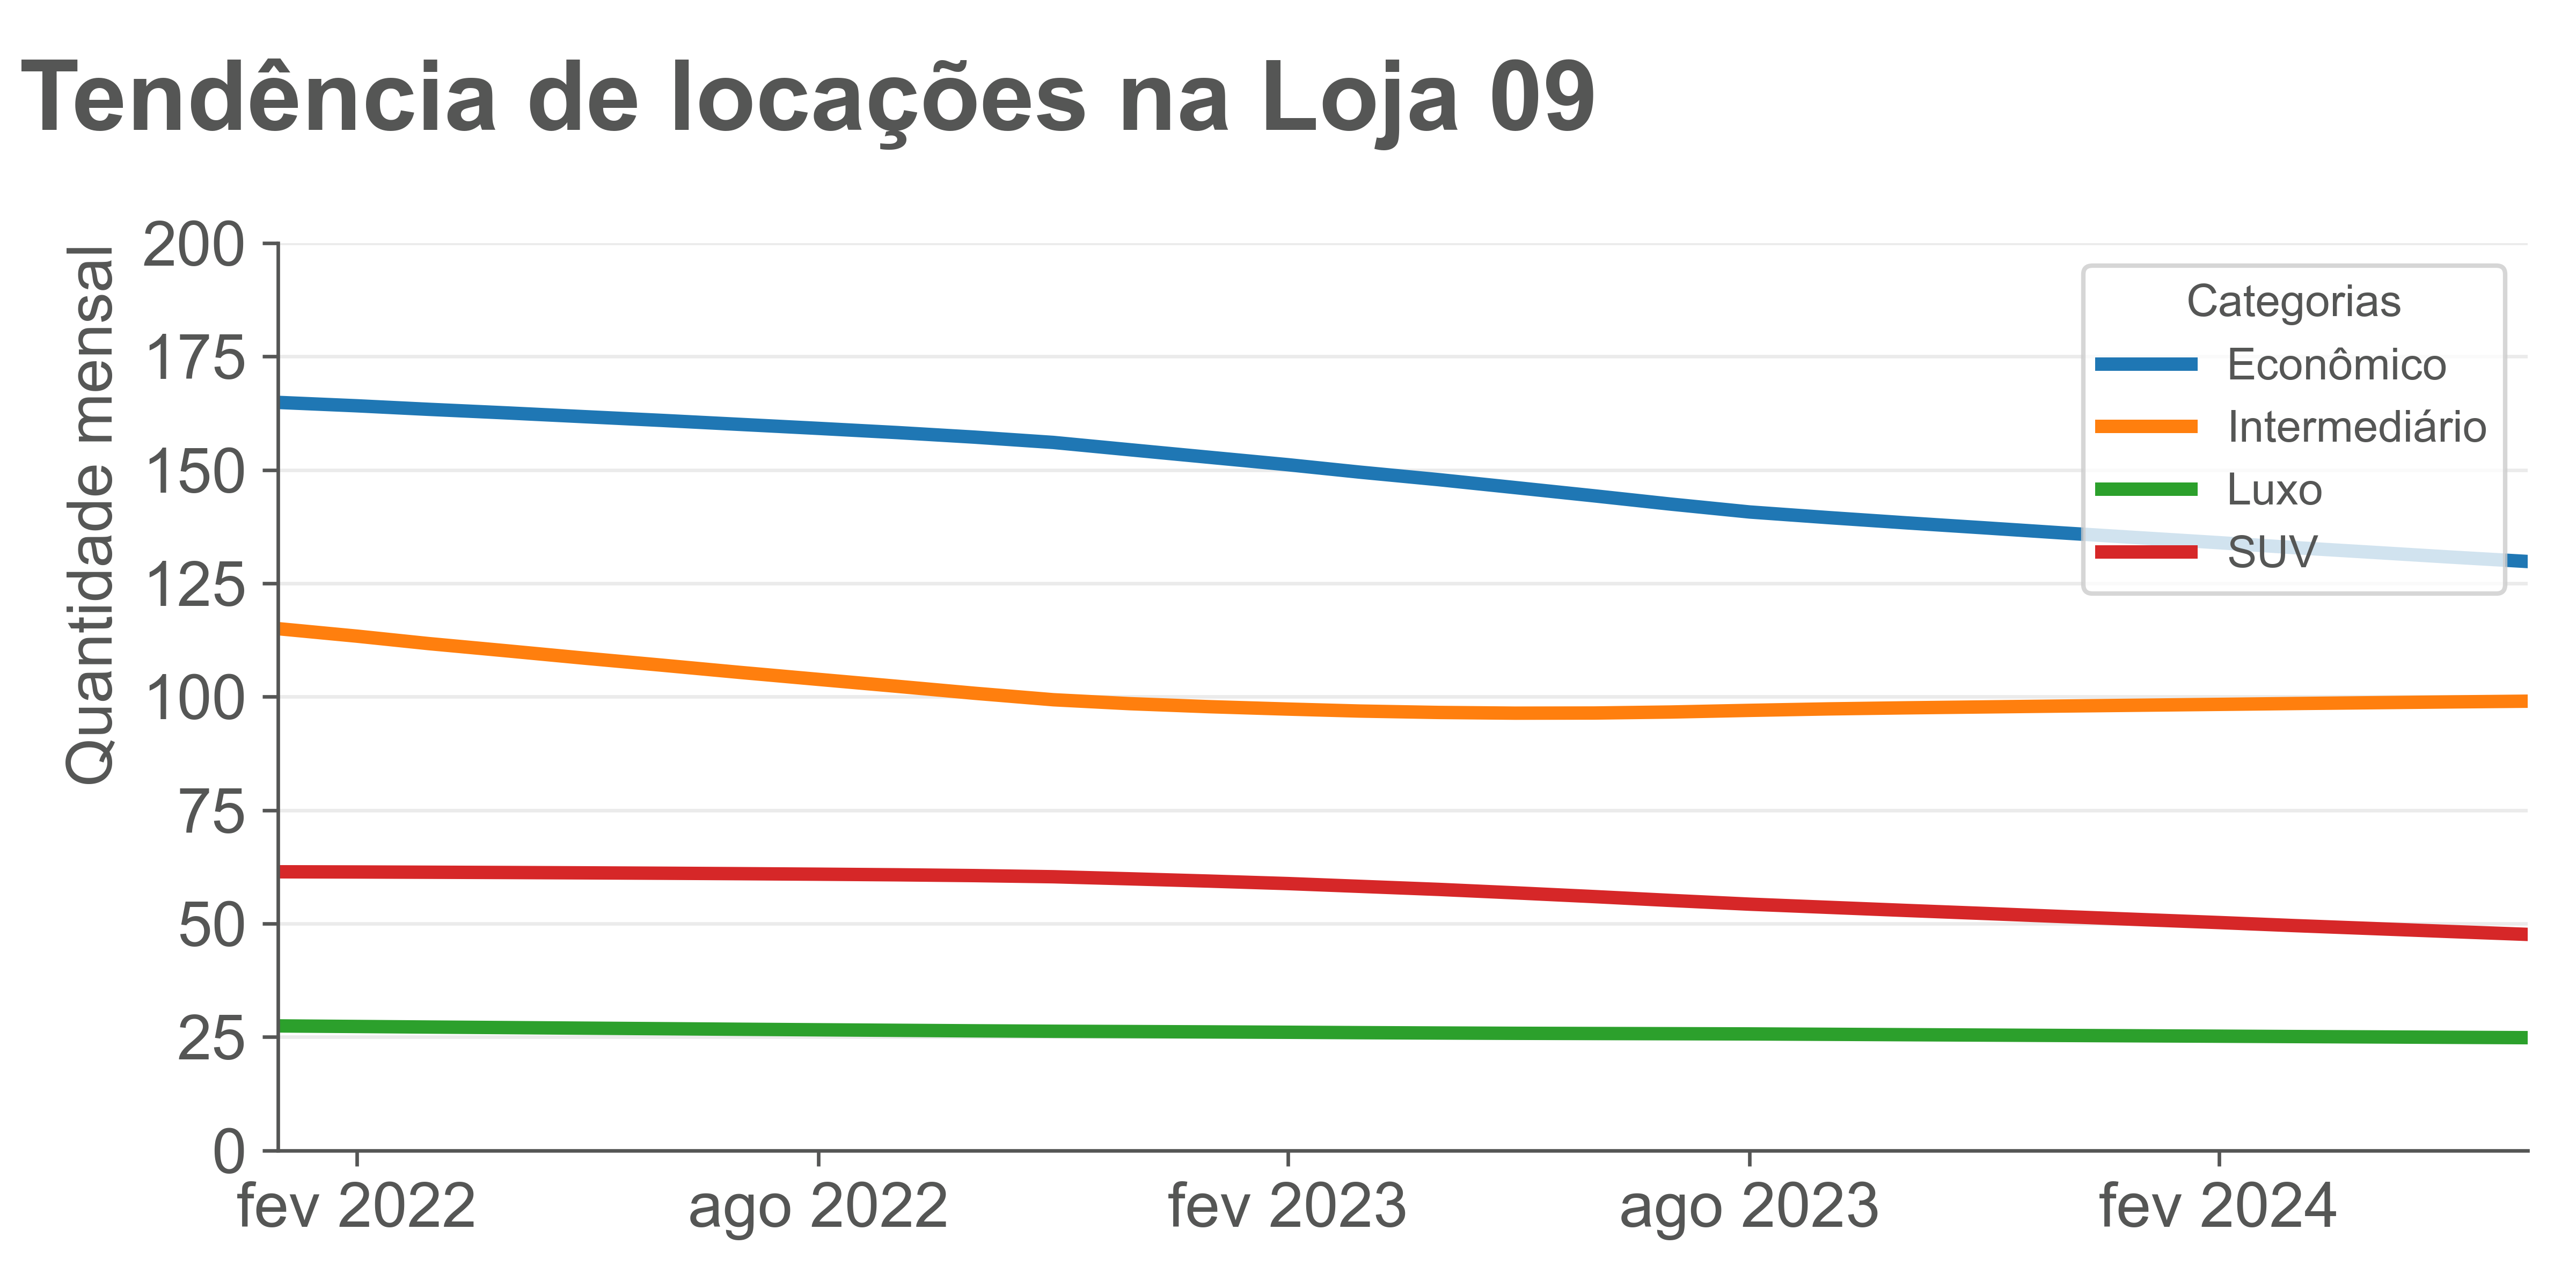 Tendência de locações na Loja 09
Quantidade mensal
200
175
150
125
100
75
50
25
0
Categorias
Econômico
Intermediário
Luxo
SUV
fev 2022
ago 2022
fev 2023
ago 2023
fev 2024